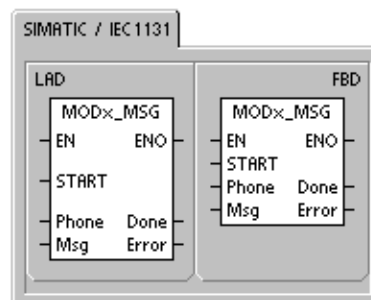 SIMATIC / IEC1131
LAD
MODx_MSG
EN ENO
START
Phone Done
Msg Error
FBD
MODx_MSG
EN ENO
START
Phone Done
Msg Error